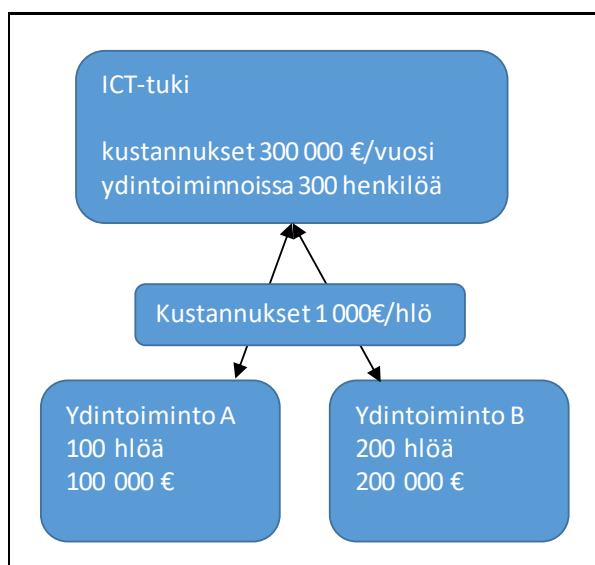 ICT-tuki
kustannukset 300 000 €/vuosi
ydintoiminnoissa 300 henkilöä
Kustannukset 1 000€/hlö
Ydintoiminto A
100 hlöä
100 000 €
Ydintoiminto B
200 hlöä
200 000 €